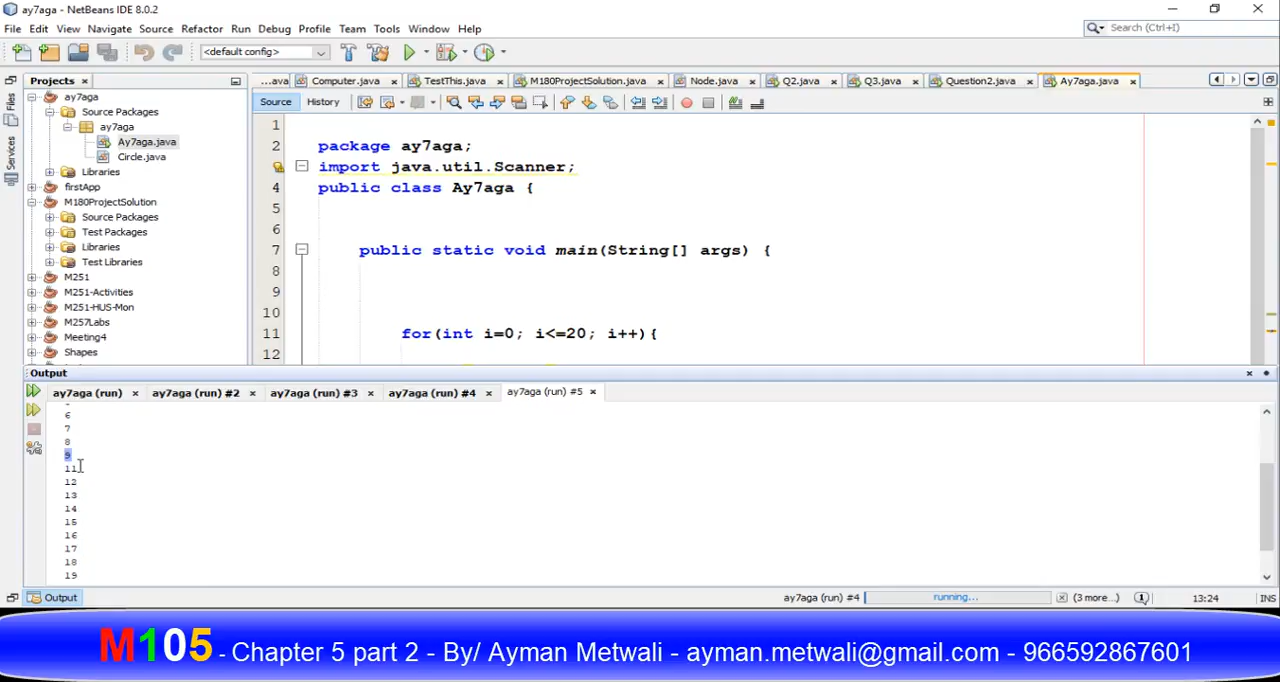 ay7aga - NetBeans IDE 8.0.2
File Edit View Navigate Source Refactor Run Debug Profile Team Tools Window Help
Search (Ctrl+I)
<default config>
Projects
...ava Computer.java TestThis.java M180ProjectSolution.java Node.java Q2.java Q3.java Question2.java Ay7aga.java
Source History
Files
Services
ay7aga
Source Packages
ay7aga
Ay7aga.java
Circle.java
Libraries
firstApp
M180ProjectSolution
Source Packages
Test Packages
Libraries
Test Libraries
M251
M251-Activities
M251-HUS-Mon
M257Labs
Meeting4
Shapes
1
2 package ay7aga;
import java.util.Scanner;
4 public class Ay7aga {
5
6
7 public static void main(String[] args) {
8
9
10
11 for(int i=0; i<=20; i++){
12
Output
ay7aga (run) ay7aga (run) #2 ay7aga (run) #3 ay7aga (run) #4 ay7aga (run) #5
6
7
8
9
11
12
13
14
15
16
17
18
19
Output
ay7aga (run) #4 running... (3 more...) 13:24 INS
M105 - Chapter 5 part 2 - By/ Ayman Metwali - ayman.metwali@gmail.com - 966592867601